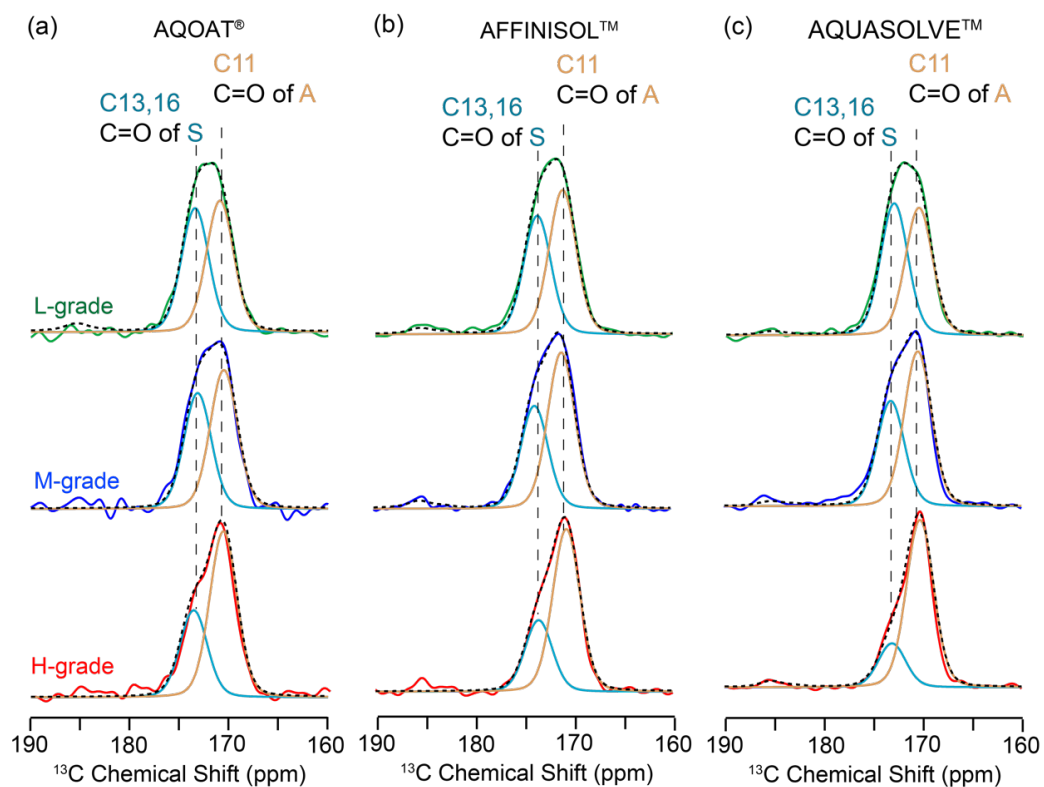 (a) AQOAT®
C11
C=O of A
C13,16
C=O of S
(b) AFFINISOL™
C11
C=O of A
C13,16
C=O of S
(c) AQUASOLVE™
C11
C=O of A
C13,16
C=O of S
L-grade
M-grade
H-grade
190 180 170 160
¹³C Chemical Shift (ppm)
190 180 170 160
¹³C Chemical Shift (ppm)
190 180 170 160
¹³C Chemical Shift (ppm)